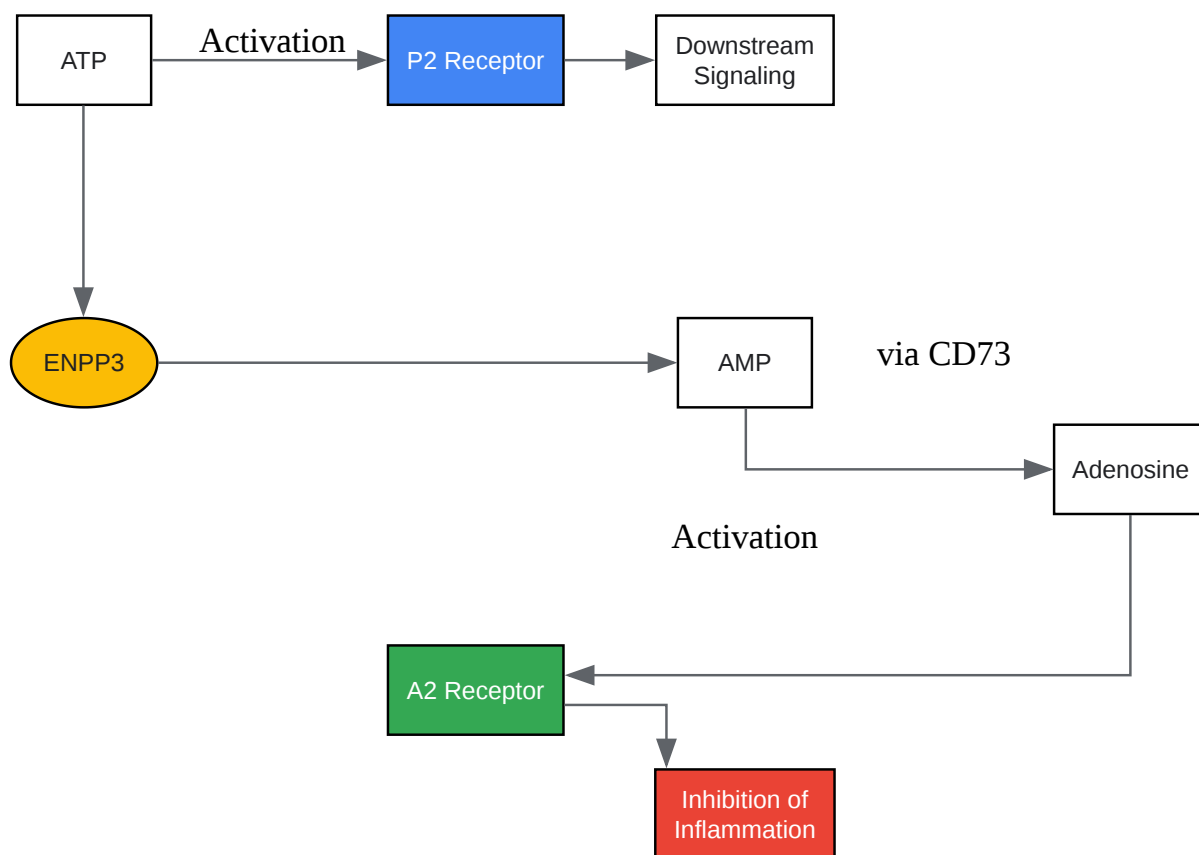 ATP
Activation
P2 Receptor
Downstream
Signaling
ENPP3
AMP
via CD73
Adenosine
Activation
A2 Receptor
Inhibition of
Inflammation